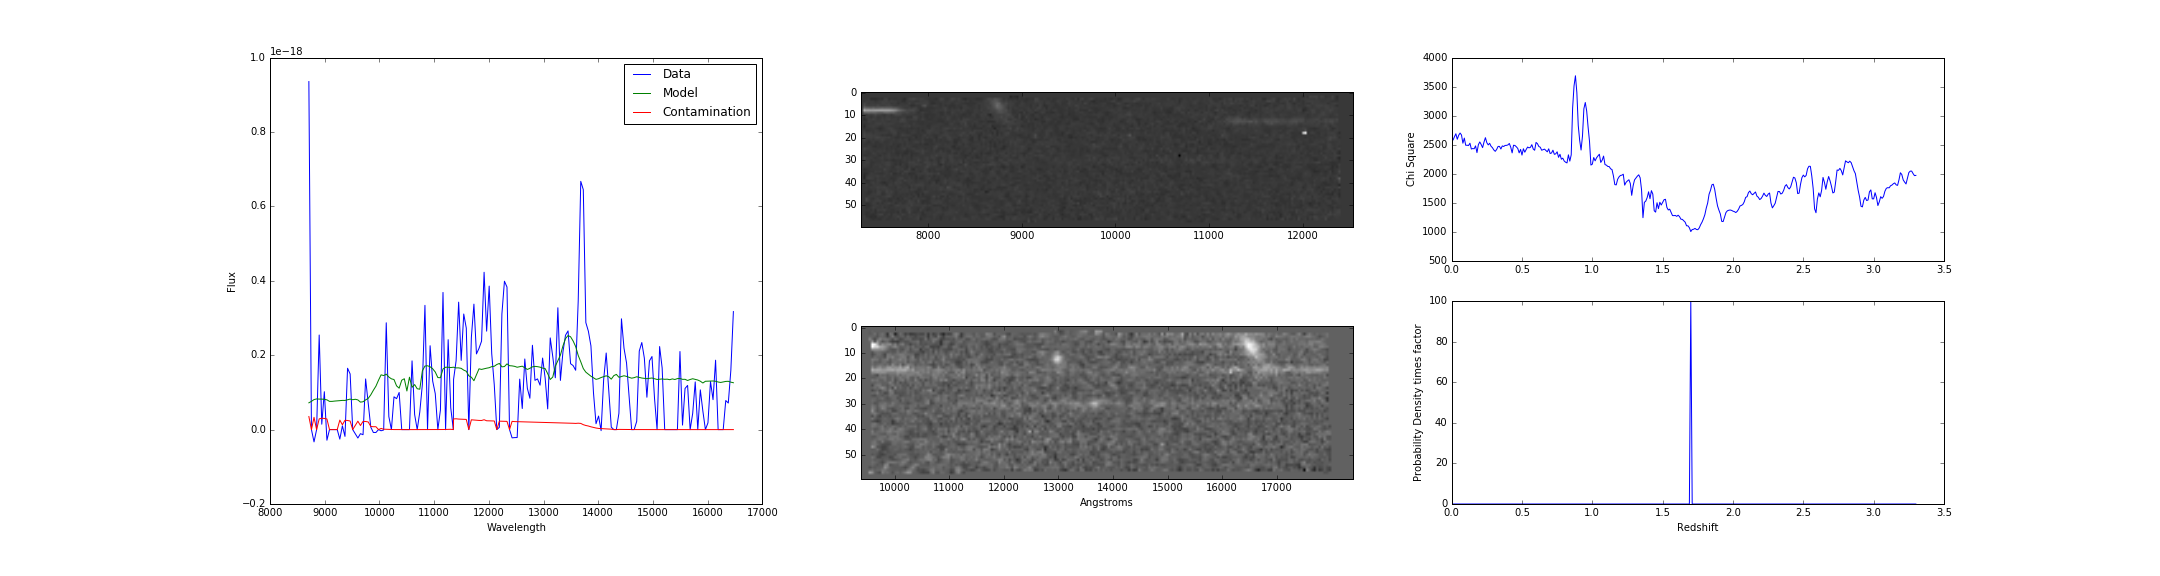 1e−18
1.0
0.8
0.6
0.4
0.2
0.0
−0.2
Flux
8000 9000 10000 11000 12000 13000 14000 15000 16000 17000
Wavelength
Data
Model
Contamination
0
10
20
30
40
50
8000 9000 10000 11000 12000
0
10
20
30
40
50
10000 11000 12000 13000 14000 15000 16000 17000
Angstroms
4000
3500
3000
2500
2000
1500
1000
500
Chi Square
0.0 0.5 1.0 1.5 2.0 2.5 3.0 3.5
100
80
60
40
20
0
Probability Density times factor
0.0 0.5 1.0 1.5 2.0 2.5 3.0 3.5
Redshift